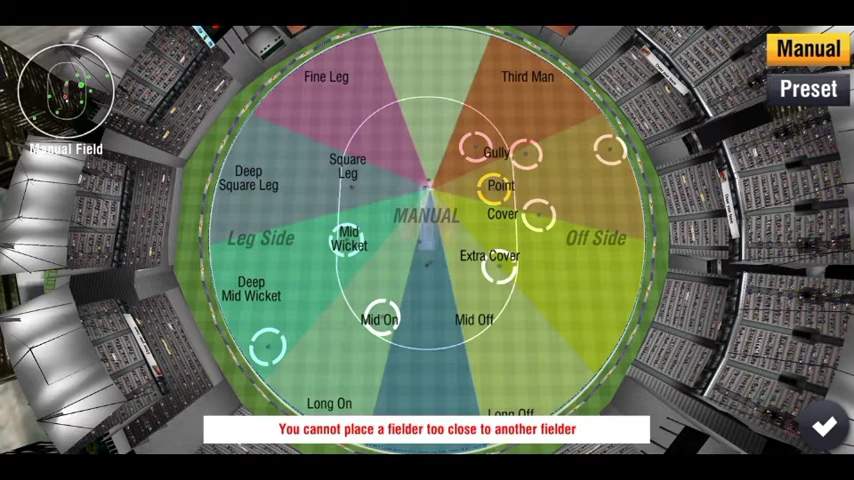 Manual
Preset
Manual Field
Fine Leg
Third Man
Square
Leg
Gully
Deep
Square Leg
Point
Cover
MANUAL
Mid
Wicket
Leg Side
Off Side
Extra Cover
Deep
Mid Wicket
Mid On
Mid Off
Long On
Long Off
You cannot place a fielder too close to another fielder